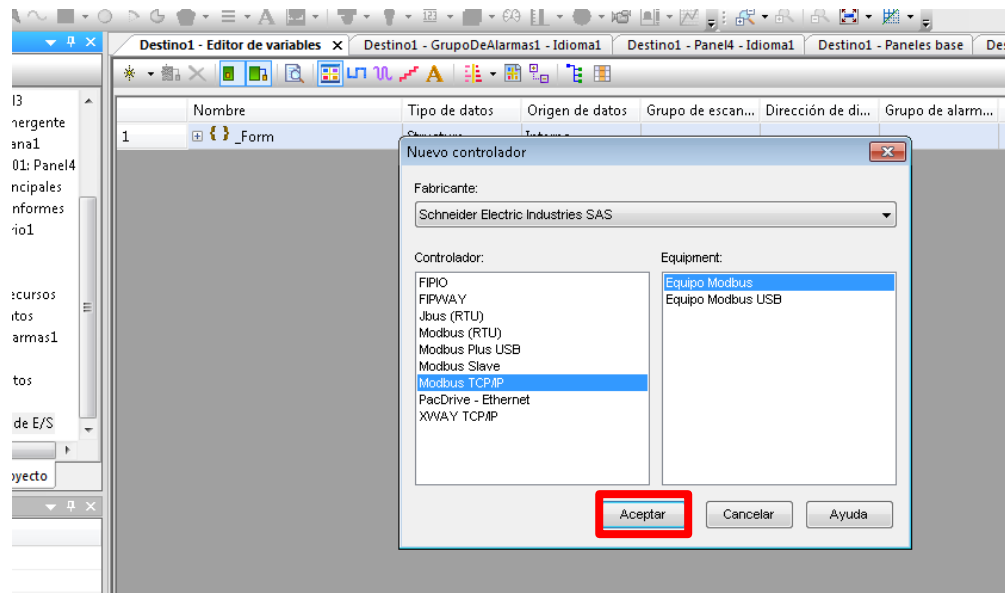 Destino1 - Editor de variables X Destino1 - GrupoDeAlarmas1 - Idioma1 Destino1 - Panel4 - Idioma1 Destino1 - Paneles base Des
Nombre Tipo de datos Origen de datos Grupo de escan... Dirección de di... Grupo de alarm...
1 {} _Form
l3
nergente
ana1
01: Panel4
ncipales
nformes
rio1
ecursos
itos
armas1
tos
de E/S
oyecto
Nuevo controlador
Fabricante:
Schneider Electric Industries SAS
Controlador:
FIPIO
FIPWAY
Jbus (RTU)
Modbus (RTU)
Modbus Plus USB
Modbus Slave
Modbus TCP/IP
PacDrive - Ethernet
XWAY TCP/IP
Equipment:
Equipo Modbus
Equipo Modbus USB
Aceptar Cancelar Ayuda